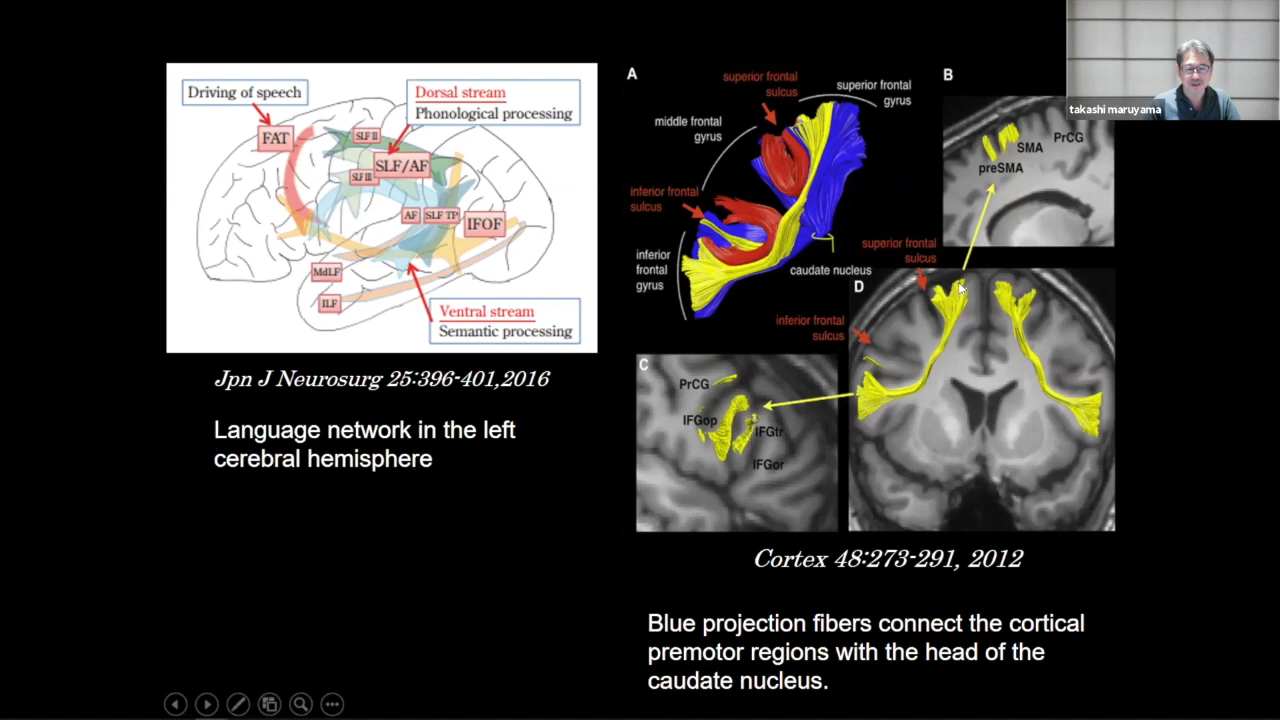 takashi maruyama
Driving of speech
Dorsal stream
Phonological processing
FAT
SLF II
SLF/AF
SLF III
AF
SLF TP
IFOF
MdLF
ILF
Ventral stream
Semantic processing
Jpn J Neurosurg 25:396-401,2016
Language network in the left
cerebral hemisphere
A
superior frontal
sulcus
superior frontal
gyrus
middle frontal
gyrus
inferior frontal
sulcus
inferior
frontal
gyrus
caudate nucleus
B
PrCG
SMA
preSMA
C
PrCG
IFGop
IFGtr
IFGor
D
superior frontal
sulcus
inferior frontal
sulcus
Cortex 48:273-291, 2012
Blue projection fibers connect the cortical
premotor regions with the head of the
caudate nucleus.